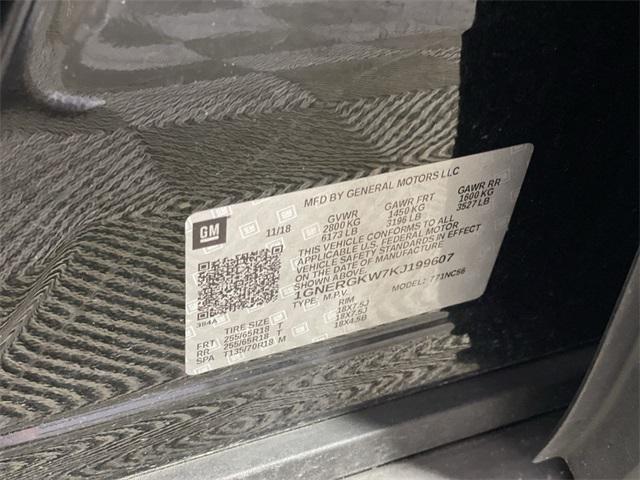 MFD BY GENERAL MOTORS LLC
GM
11/18
GVWR GAWR FRT GAWR RR
2800 KG 1450 KG 1600 KG
6173 LB 3196 LB 3527 LB
THIS VEHICLE CONFORMS TO ALL
APPLICABLE U.S. FEDERAL MOTOR
VEHICLE SAFETY STANDARDS IN EFFECT
ON THE DATE OF MANUFACTURE
SHOWN ABOVE.
1GNERGKW7KJ199607
TYPE: M.P.V. MODEL: 771NC56
384A
TIRE SIZE RIM
FRT 255/65R18 T 18X7.5J
RR 255/65R18 T 18X7.5J
SPA T135/70R18 M 18X4.5B